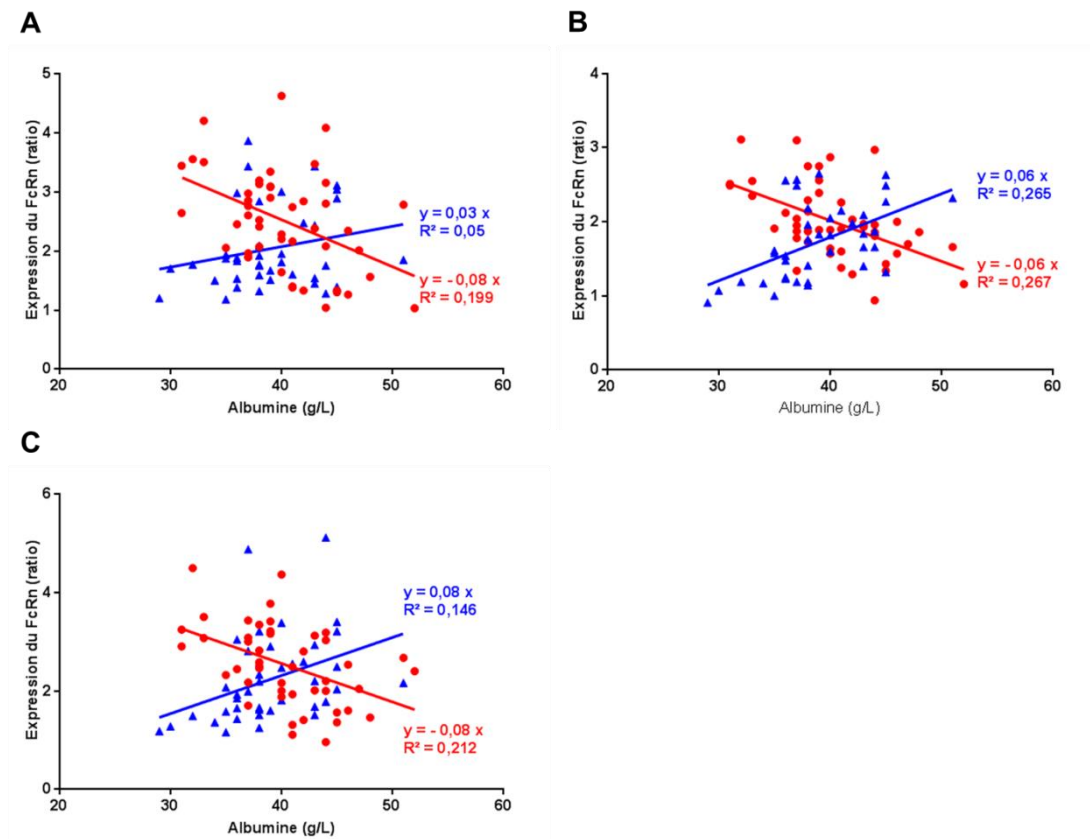 A
Expression du FcRn (ratio)
5
4
3
2
1
0
20
30
40
50
60
Albumine (g/L)
y = 0,03 x
R² = 0,05
y = - 0,08 x
R² = 0,199
B
Expression du FcRn (ratio)
4
3
2
1
0
20
30
40
50
60
Albumine (g/L)
y = 0,06 x
R² = 0,265
y = -0,06 x
R² = 0,267
C
Expression du FcRn (ratio)
6
4
2
0
20
30
40
50
60
Albumine (g/L)
y = 0,08 x
R² = 0,146
y = - 0,08 x
R² = 0,212